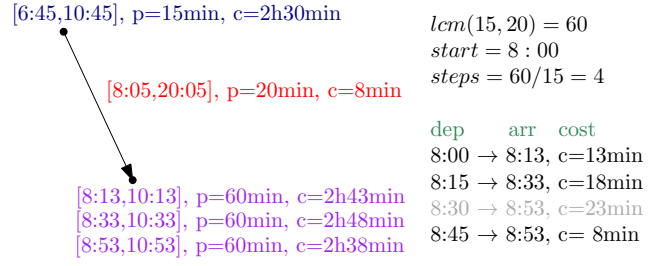 [6:45,10:45], p=15min, c=2h30min
[8:05,20:05], p=20min, c=8min
[8:13,10:13], p=60min, c=2h43min
[8:33,10:33], p=60min, c=2h48min
[8:53,10:53], p=60min, c=2h38min
lcm(15, 20) = 60
start = 8 : 00
steps = 60/15 = 4
dep arr cost
8:00 → 8:13, c=13min
8:15 → 8:33, c=18min
8:30 → 8:53, c=23min
8:45 → 8:53, c= 8min